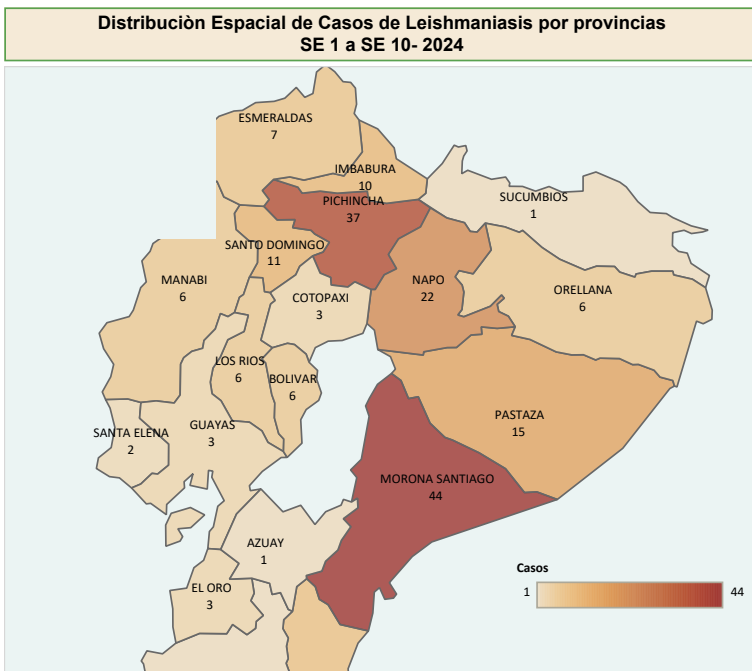 Distribuciòn Espacial de Casos de Leishmaniasis por provincias
SE 1 a SE 10- 2024
ESMERALDAS
7
IMBABURA
10
PICHINCHA
37
SUCUMBIOS
1
SANTO DOMINGO
11
MANABI
6
COTOPAXI
3
NAPO
22
ORELLANA
6
LOS RIOS
6
BOLIVAR
6
PASTAZA
15
SANTA ELENA
2
GUAYAS
3
MORONA SANTIAGO
44
AZUAY
1
EL ORO
3
Casos
1 44